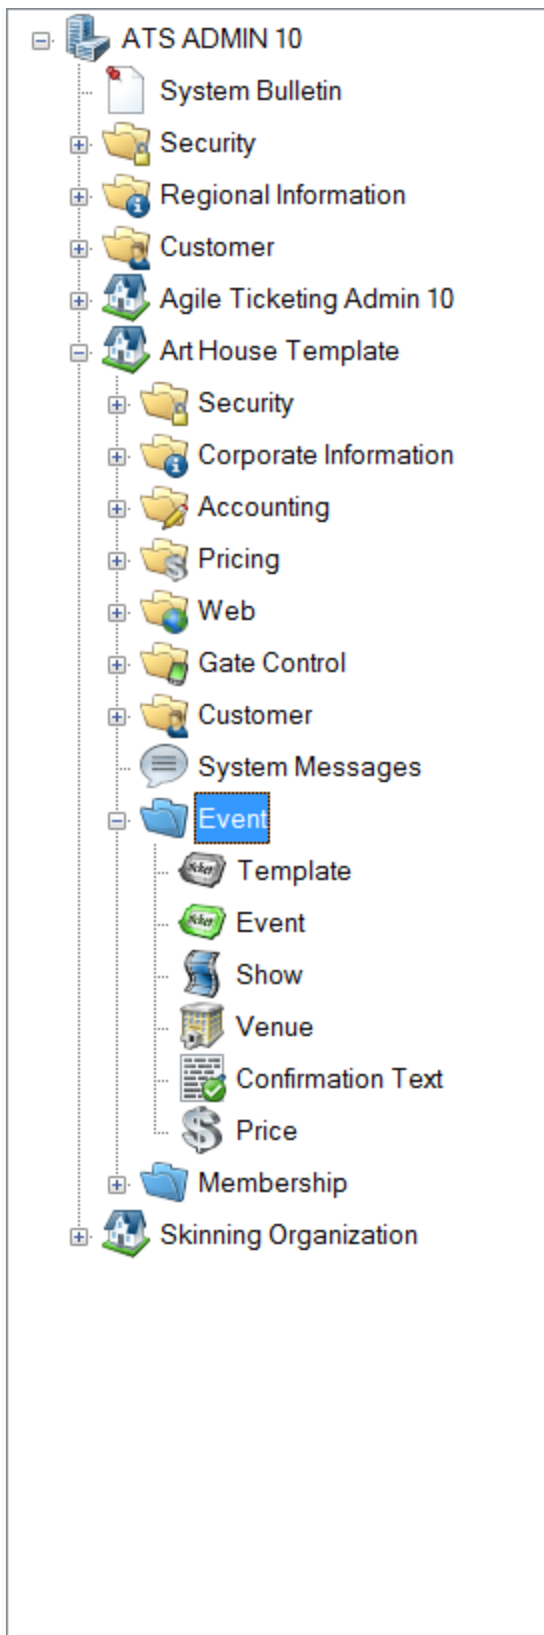 ATS ADMIN 10
System Bulletin
Security
Regional Information
Customer
Agile Ticketing Admin 10
Art House Template
Security
Corporate Information
Accounting
Pricing
Web
Gate Control
Customer
System Messages
Event
Template
Event
Show
Venue
Confirmation Text
Price
Membership
Skinning Organization